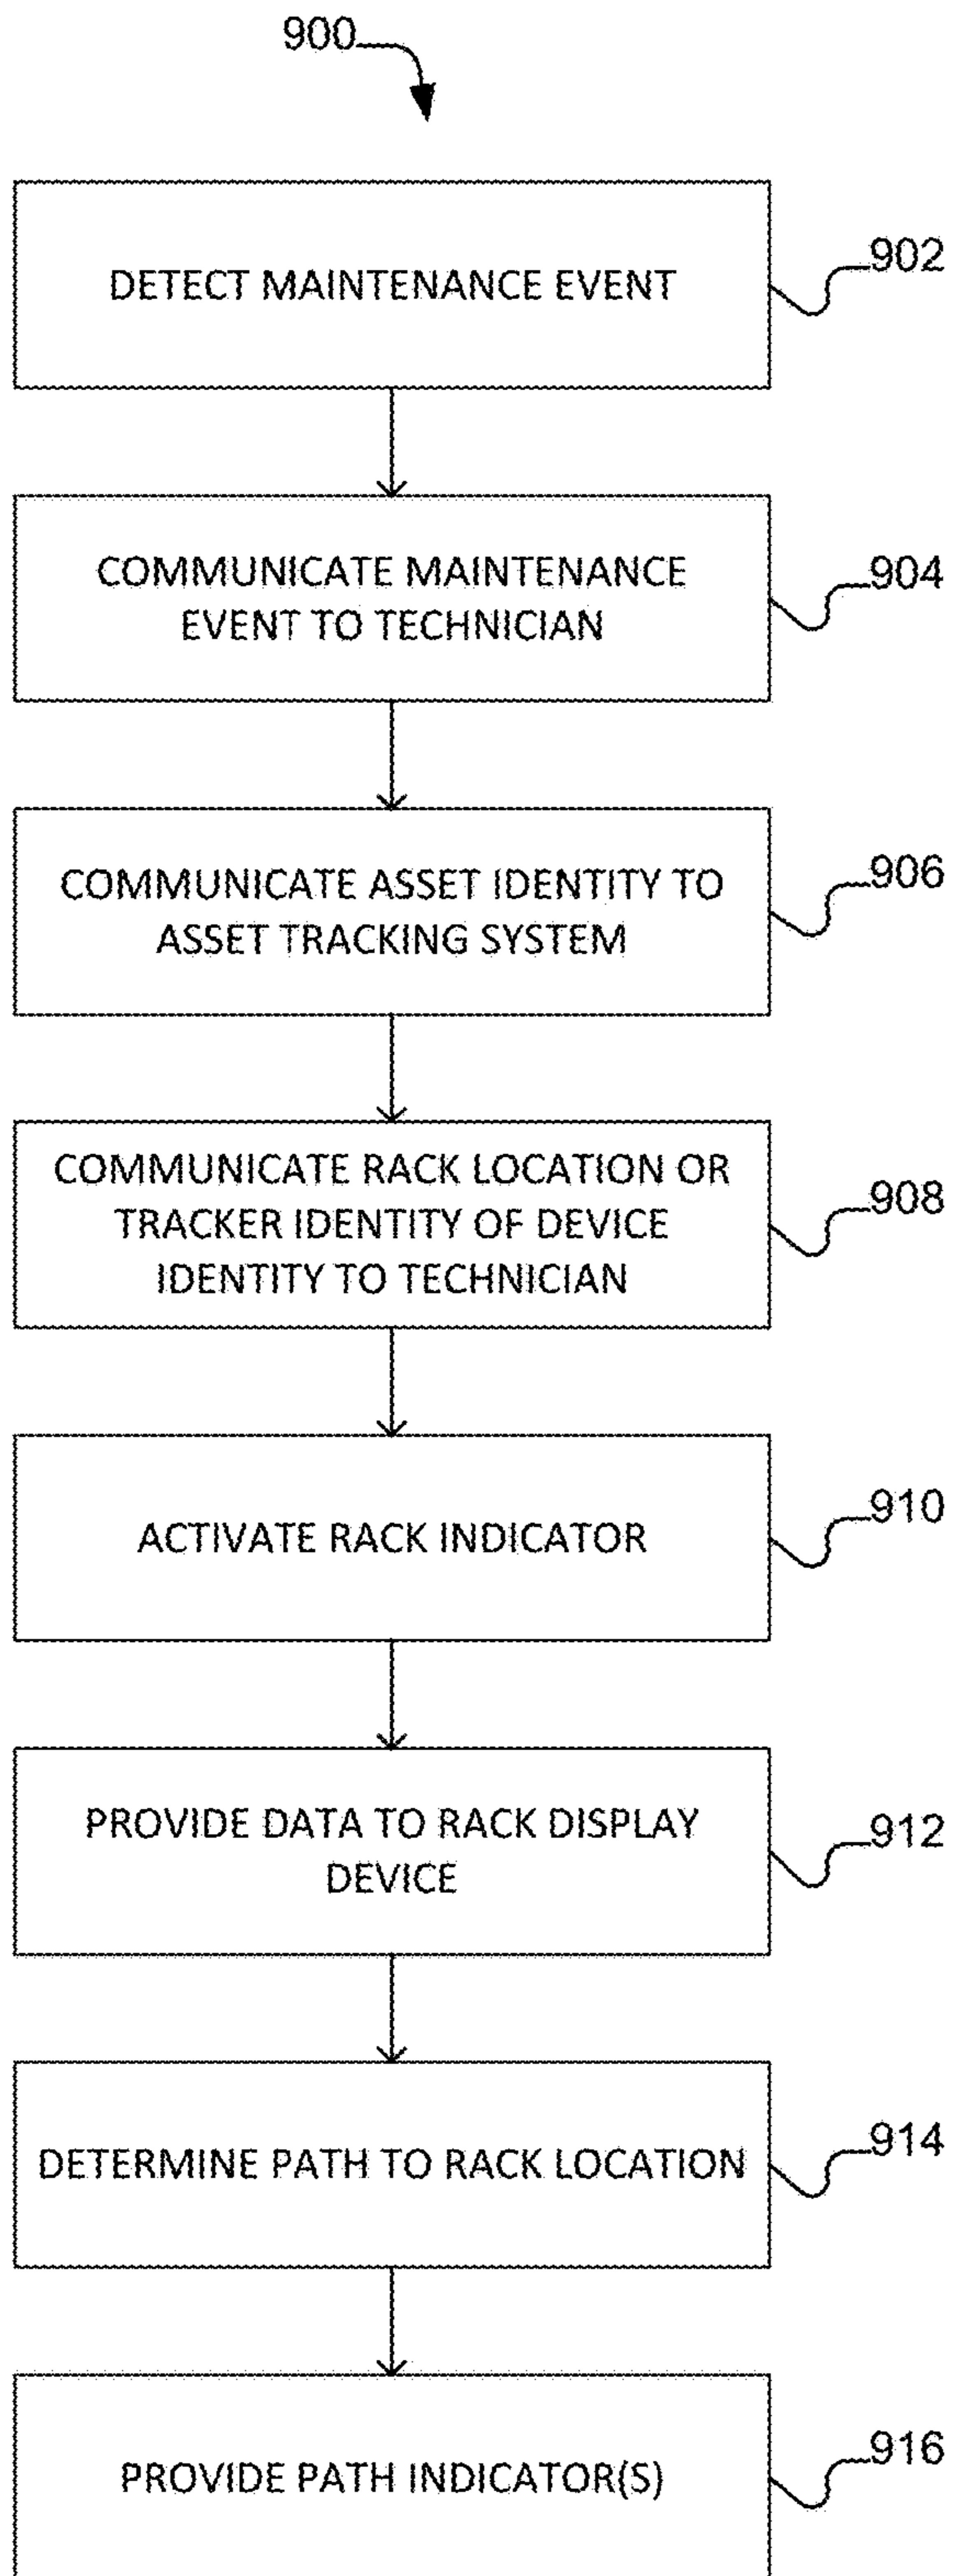 900
DETECT MAINTENANCE EVENT
902
COMMUNICATE MAINTENANCE
EVENT TO TECHNICIAN
904
COMMUNICATE ASSET IDENTITY TO
ASSET TRACKING SYSTEM
906
COMMUNICATE RACK LOCATION OR
TRACKER IDENTITY OF DEVICE
IDENTITY TO TECHNICIAN
908
ACTIVATE RACK INDICATOR
910
PROVIDE DATA TO RACK DISPLAY
DEVICE
912
DETERMINE PATH TO RACK LOCATION
914
PROVIDE PATH INDICATOR(S)
916